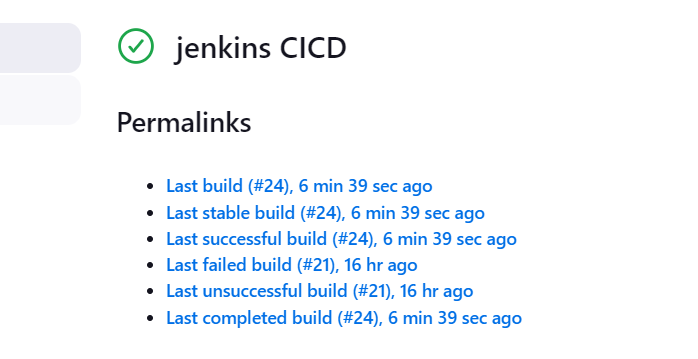 jenkins CICD
Permalinks
Last build (#24), 6 min 39 sec ago
Last stable build (#24), 6 min 39 sec ago
Last successful build (#24), 6 min 39 sec ago
Last failed build (#21), 16 hr ago
Last unsuccessful build (#21), 16 hr ago
Last completed build (#24), 6 min 39 sec ago